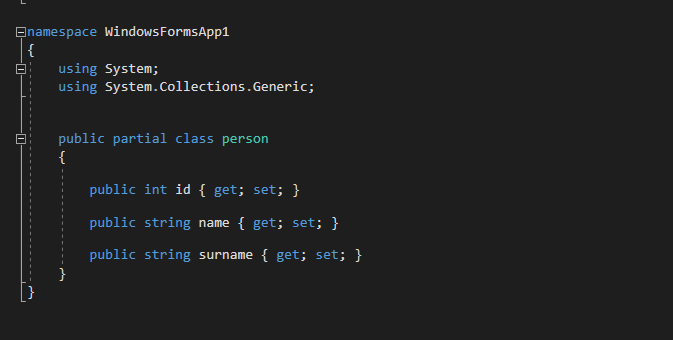 namespace WindowsFormsApp1
{
using System;
using System.Collections.Generic;
public partial class person
{
public int id { get; set; }
public string name { get; set; }
public string surname { get; set; }
}
}